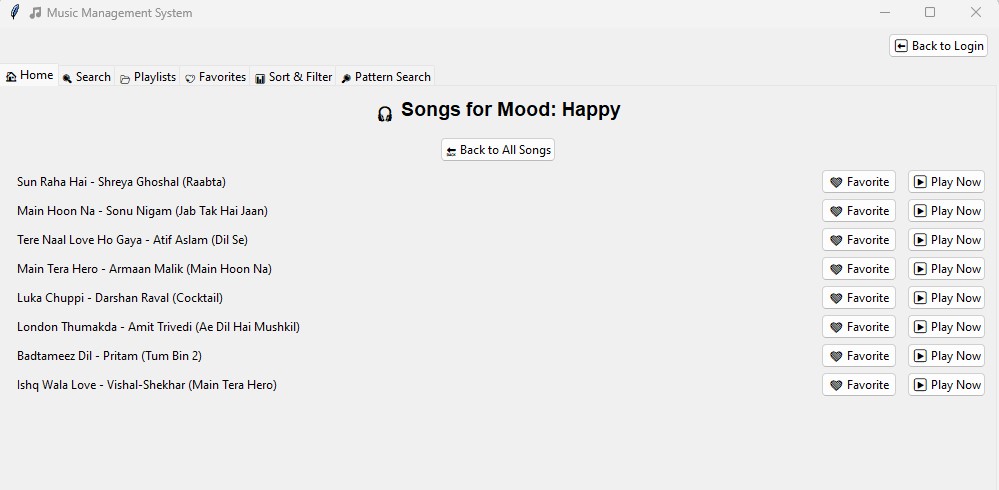 Music Management System
Back to Login
Home Search Playlists Favorites Sort & Filter Pattern Search
Songs for Mood: Happy
Back to All Songs
Sun Raha Hai - Shreya Ghoshal (Raabta) Favorite Play Now
Main Hoon Na - Sonu Nigam (Jab Tak Hai Jaan) Favorite Play Now
Tere Naal Love Ho Gaya - Atif Aslam (Dil Se) Favorite Play Now
Main Tera Hero - Armaan Malik (Main Hoon Na) Favorite Play Now
Luka Chuppi - Darshan Raval (Cocktail) Favorite Play Now
London Thumakda - Amit Trivedi (Ae Dil Hai Mushkil) Favorite Play Now
Badtameez Dil - Pritam (Tum Bin 2) Favorite Play Now
Ishq Wala Love - Vishal-Shekhar (Main Tera Hero) Favorite Play Now